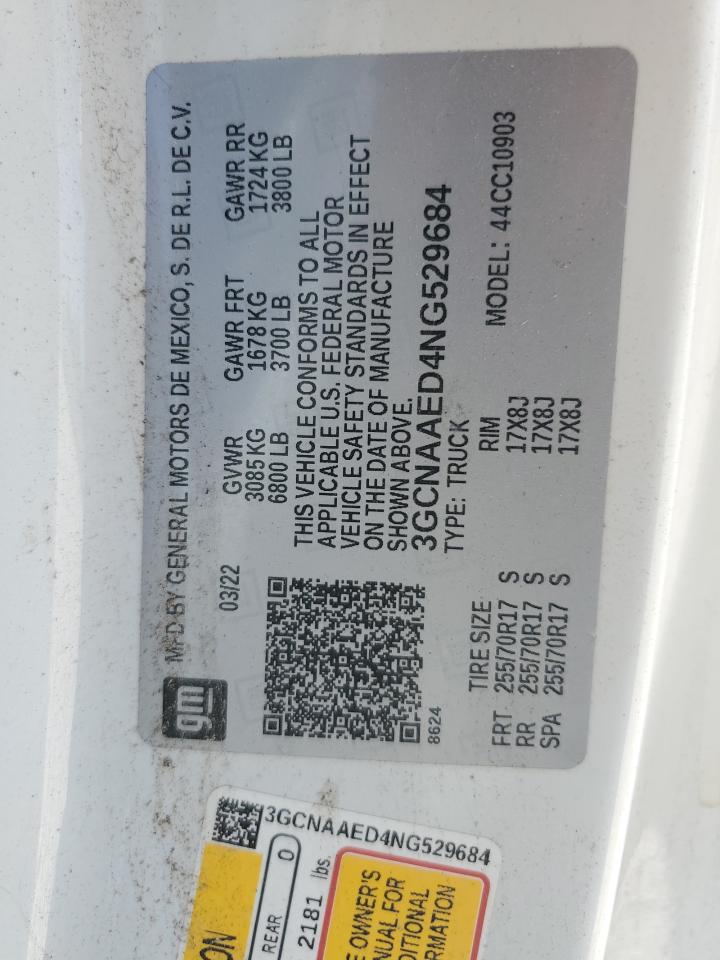 gm
MFD BY GENERAL MOTORS DE MEXICO, S. DE R.L. DE C.V.
03/22
GVWR GAWR FRT GAWR RR
3085 KG 1678 KG 1724 KG
6800 LB 3700 LB 3800 LB
THIS VEHICLE CONFORMS TO ALL
APPLICABLE U.S. FEDERAL MOTOR
VEHICLE SAFETY STANDARDS IN EFFECT
ON THE DATE OF MANUFACTURE
SHOWN ABOVE.
3GCNAAED4NG529684
TYPE: TRUCK
8624
MODEL: 44CC10903
TIRE SIZE RIM
FRT 255/70R17 S 17X8J
RR 255/70R17 S 17X8J
SPA 255/70R17 S 17X8J
3GCNAAED4NG529684
REAR 0
2181 lbs.
OWNER'S
FOR